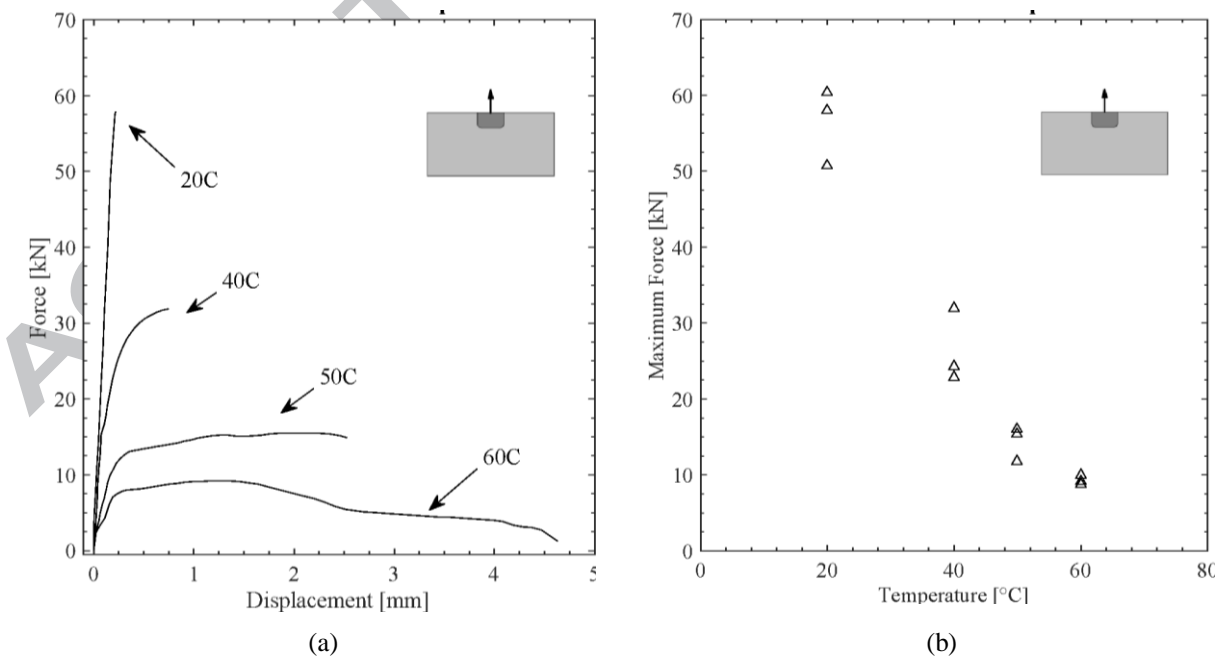 70
60
50
40
30
20
10
0
Force [kN]
20C
40C
50C
60C
0 1 2 3 4 5
Displacement [mm]
(a)
70
60
50
40
30
20
10
0
Maximum Force [kN]
0 20 40 60 80
Temperature [°C]
(b)